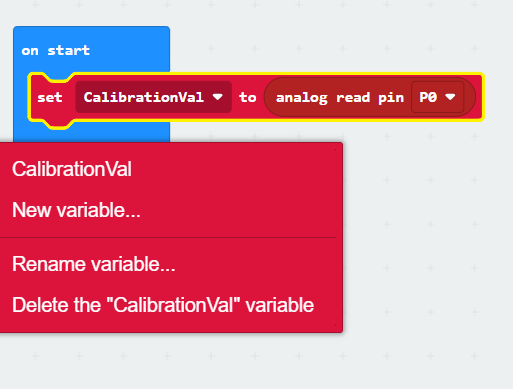 on start
set CalibrationVal to analog read pin P0
CalibrationVal
New variable...
Rename variable...
Delete the "CalibrationVal" variable